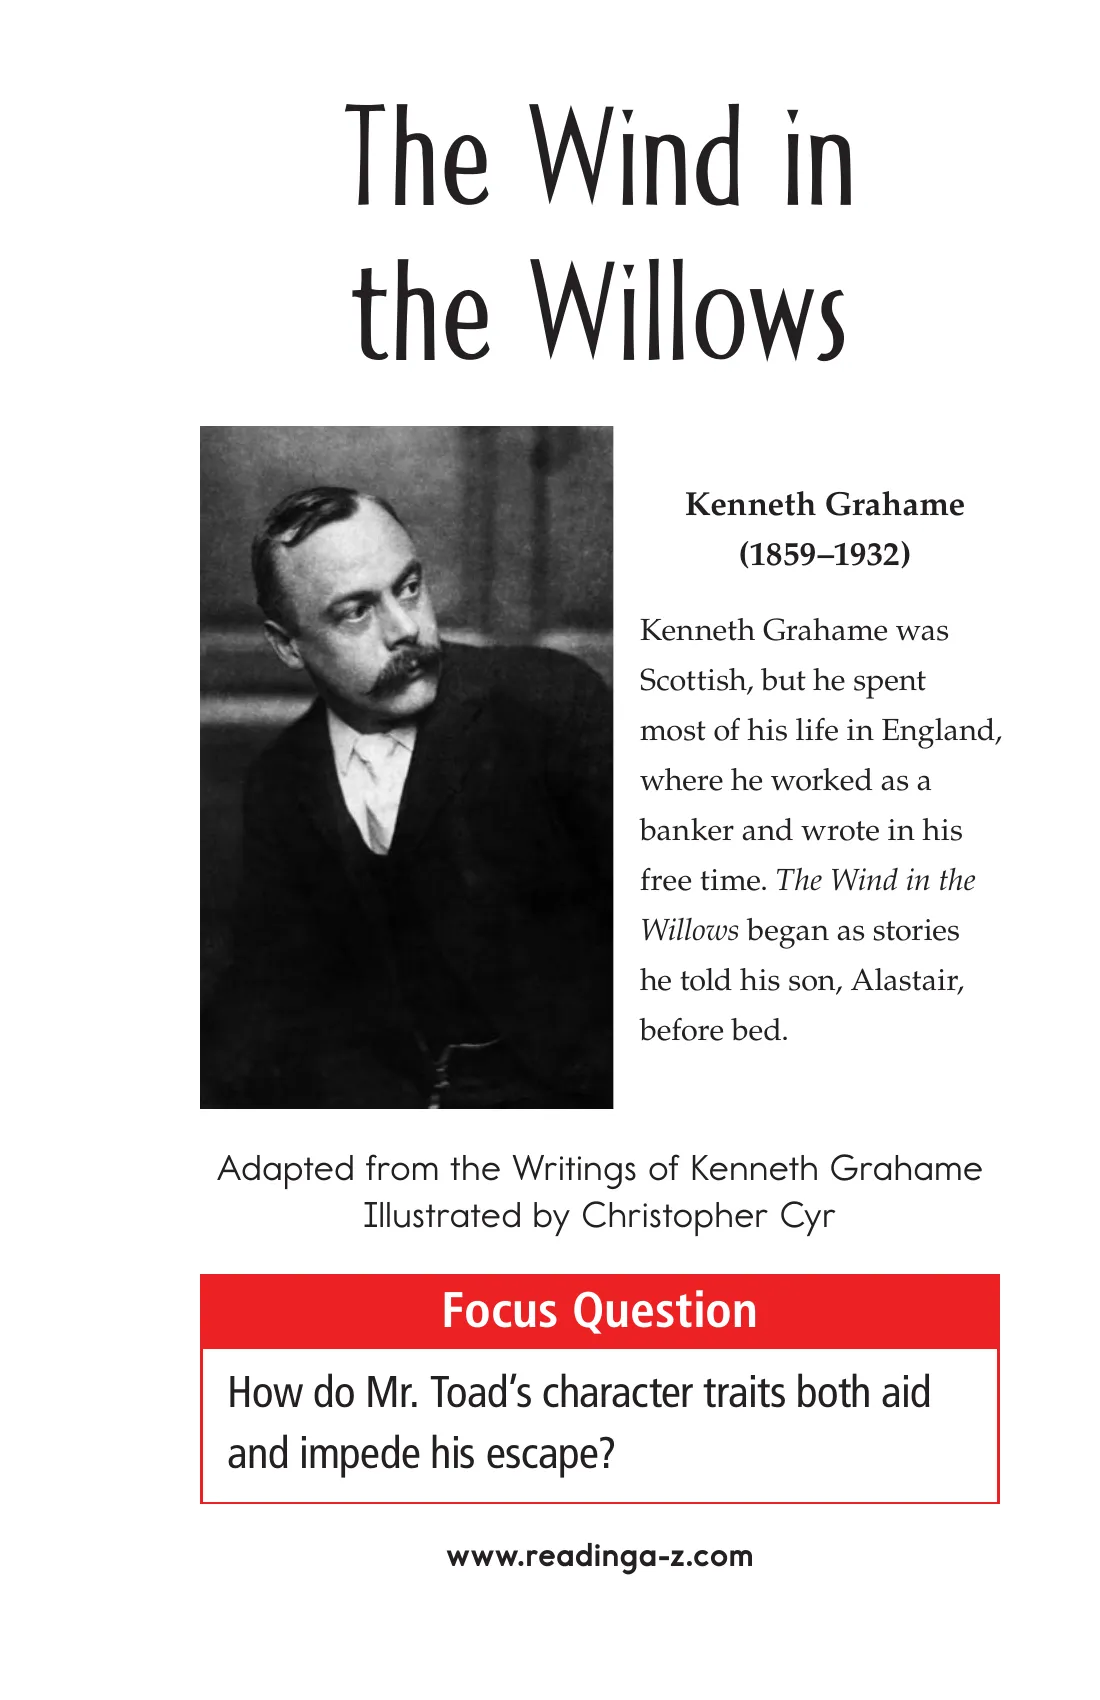 The Wind in
the Willows
Kenneth Grahame
(1859–1932)
Kenneth Grahame was
Scottish, but he spent
most of his life in England,
where he worked as a
banker and wrote in his
free time. The Wind in the
Willows began as stories
he told his son, Alastair,
before bed.
Adapted from the Writings of Kenneth Grahame
Illustrated by Christopher Cyr
Focus Question
How do Mr. Toad’s character traits both aid
and impede his escape?
www.readinga-z.com